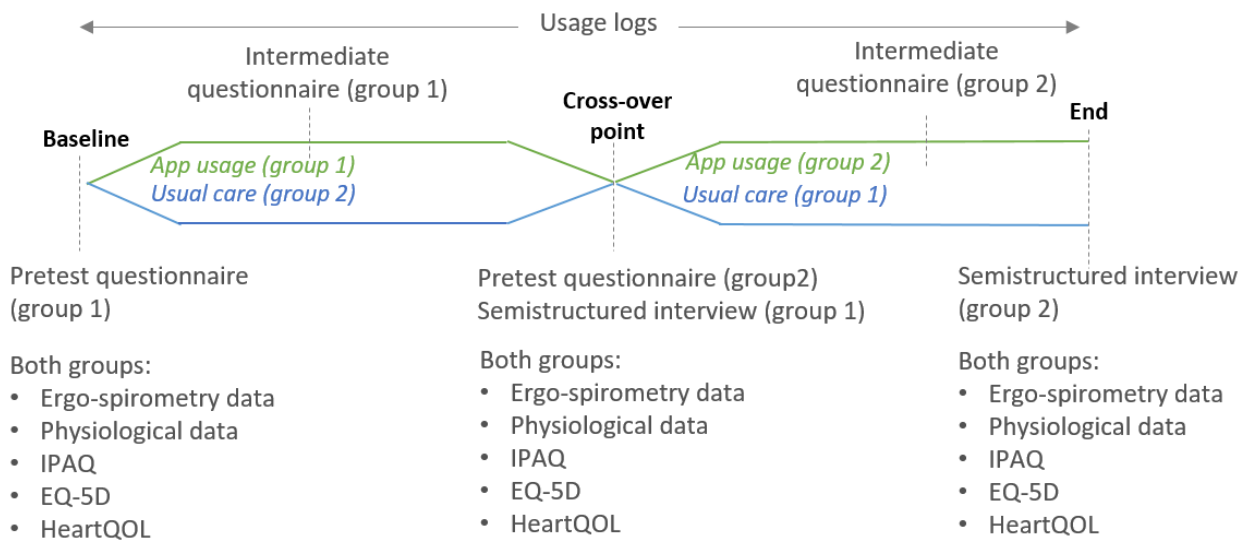 Usage logs
Intermediate
questionnaire (group 1)
Intermediate
questionnaire (group 2)
Baseline
Cross-over
point
End
App usage (group 1)
Usual care (group 2)
App usage (group 2)
Usual care (group 1)
Pretest questionnaire
(group 1)
Both groups:
• Ergo-spirometry data
• Physiological data
• IPAQ
• EQ-5D
• HeartQOL
Pretest questionnaire (group2)
Semistructured interview (group 1)
Both groups:
• Ergo-spirometry data
• Physiological data
• IPAQ
• EQ-5D
• HeartQOL
Semistructured interview
(group 2)
Both groups:
• Ergo-spirometry data
• Physiological data
• IPAQ
• EQ-5D
• HeartQOL